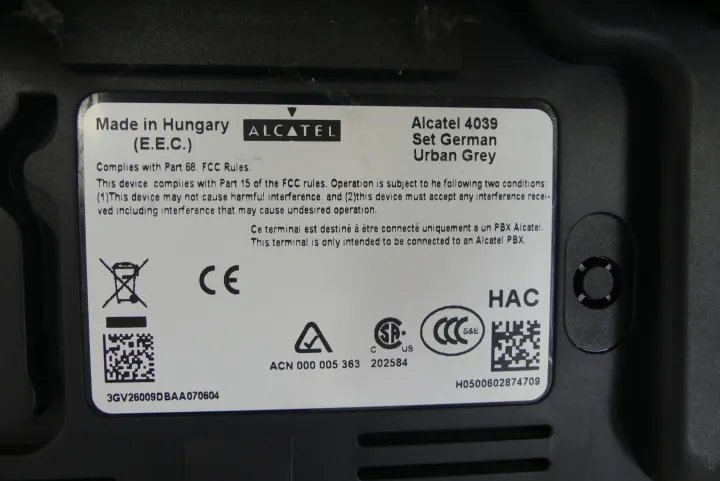 Made in Hungary
(E.E.C.)
ALCATEL
Alcatel 4039
Set German
Urban Grey
Complies with Part 68. FCC Rules.
This device complies with Part 15 of the FCC rules. Operation is subject to he following two conditions:
(1)This device may not cause harmful interference. and (2)this device must accept any interference recei-
ved including interference that may cause undesired operation.
Ce terminal est destiné à être connecté uniquement a un PBX Alcatel.
This terminal is only intended to be connected to an Alcatel PBX.
CE
HAC
ACN 000 005 363
C SA US
202584
CCC S&E
3GV26009DBAA070604
H0500602874709